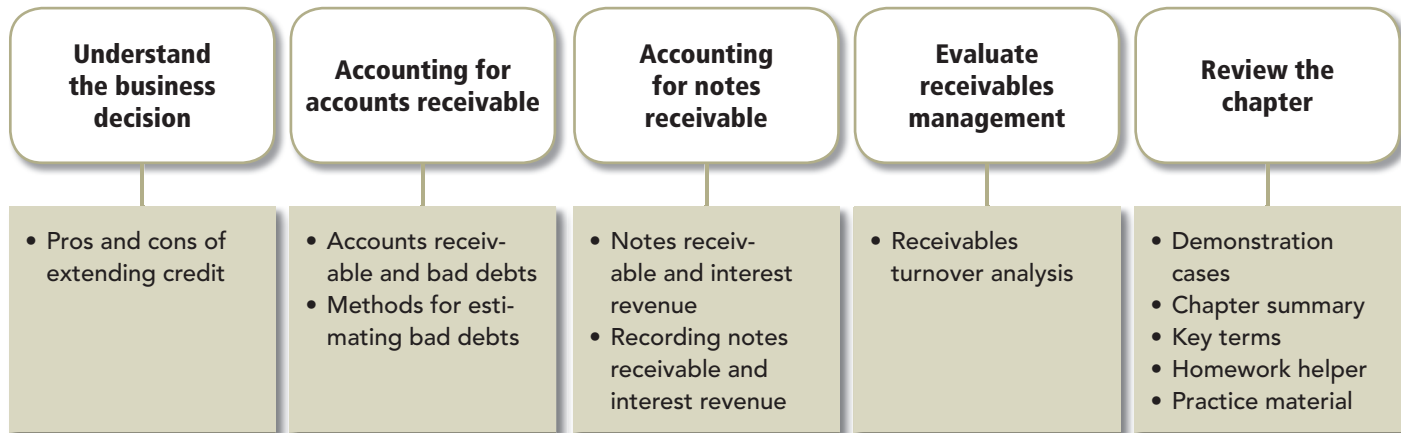 Understand
the business
decision
• Pros and cons of
extending credit
Accounting for
accounts receivable
• Accounts receiv-
able and bad debts
• Methods for esti-
mating bad debts
Accounting
for notes
receivable
• Notes receiv-
able and interest
revenue
• Recording notes
receivable and
interest revenue
Evaluate
receivables
management
• Receivables
turnover analysis
Review the
chapter
• Demonstration
cases
• Chapter summary
• Key terms
• Homework helper
• Practice material